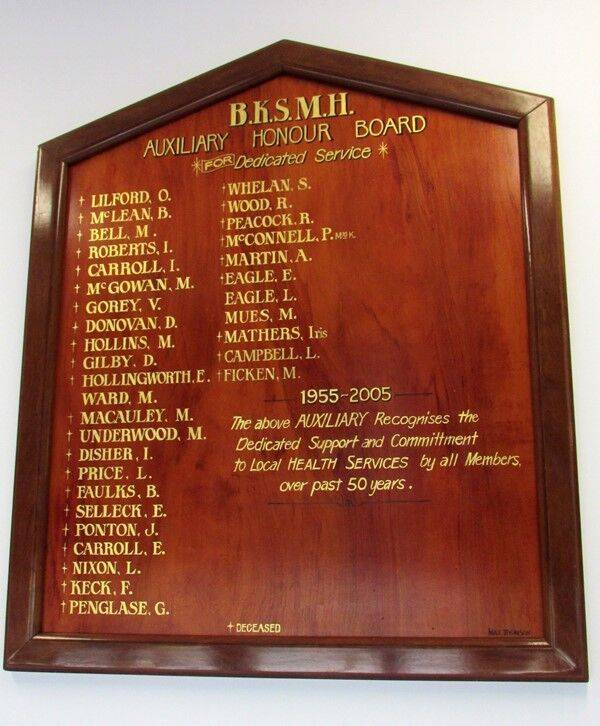 B.K.S.M.H.
AUXILIARY HONOUR BOARD
*FOR Dedicated Service*
† LILFORD, O.
† McLEAN, B.
† BELL, M.
† ROBERTS, I.
† CARROLL, I.
† McGOWAN, M.
† GOREY, V.
† DONOVAN, D.
† HOLLINS, M.
† GILBY, D.
† HOLLINGWORTH, E.
WARD, M.
† MACAULEY, M.
† UNDERWOOD, M.
† DISHER, I.
† PRICE, L.
† FAULKS, B.
† SELLECK, E.
† PONTON, J.
† CARROLL, E.
† NIXON, L.
† KECK, F.
† PENGLASE, G.
† WHELAN, S.
† WOOD, R.
† PEACOCK, R.
† McCONNELL, P.
† MARTIN, A.
† EAGLE, E.
EAGLE, L.
MUES, M.
† MATHERS, Iris
† CAMPBELL, L.
† FICKEN, M.
1955~2005
The above AUXILIARY Recognises the
Dedicated Support and Committment
to Local HEALTH SERVICES by all Members,
over past 50 years.
† DECEASED